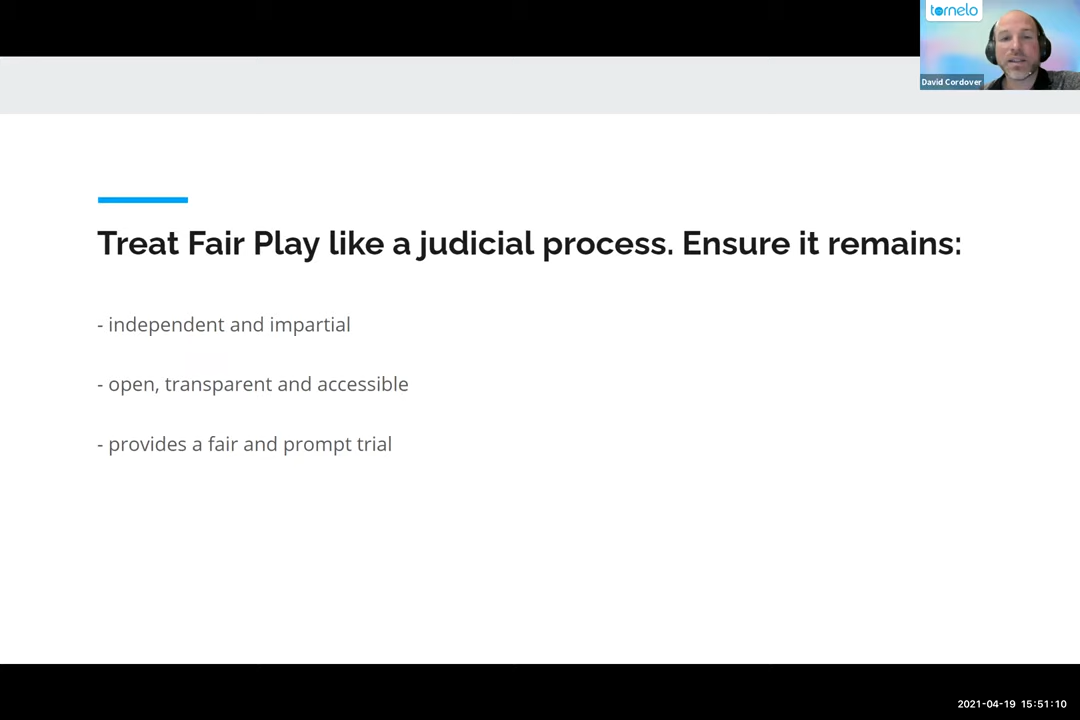 tornelo
David Cordover
Treat Fair Play like a judicial process. Ensure it remains:
- independent and impartial
- open, transparent and accessible
- provides a fair and prompt trial
2021-04-19 15:51:10